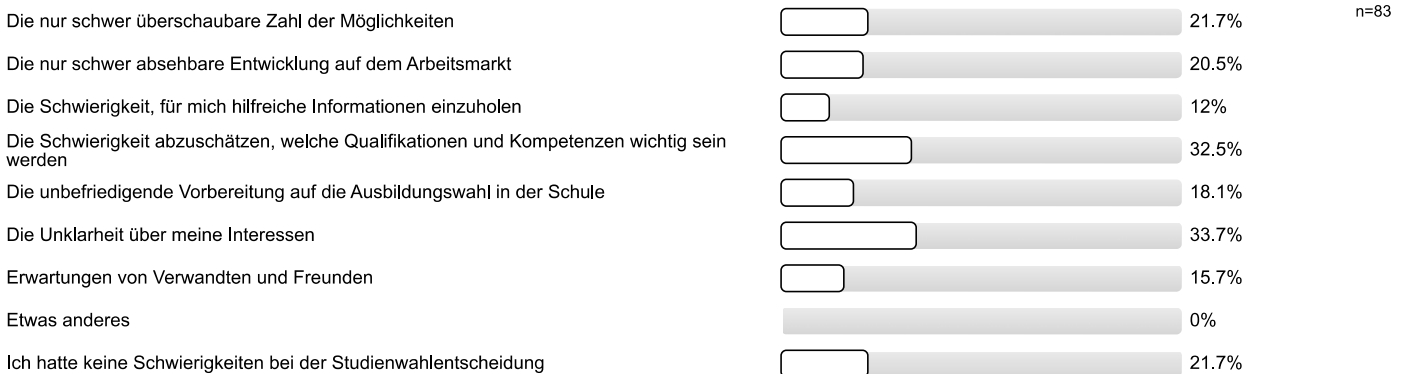 Die nur schwer überschaubare Zahl der Möglichkeiten 21.7% n=83
Die nur schwer absehbare Entwicklung auf dem Arbeitsmarkt 20.5%
Die Schwierigkeit, für mich hilfreiche Informationen einzuholen 12%
Die Schwierigkeit abzuschätzen, welche Qualifikationen und Kompetenzen wichtig sein
werden 32.5%
Die unbefriedigende Vorbereitung auf die Ausbildungswahl in der Schule 18.1%
Die Unklarheit über meine Interessen 33.7%
Erwartungen von Verwandten und Freunden 15.7%
Etwas anderes 0%
Ich hatte keine Schwierigkeiten bei der Studienwahlentscheidung 21.7%